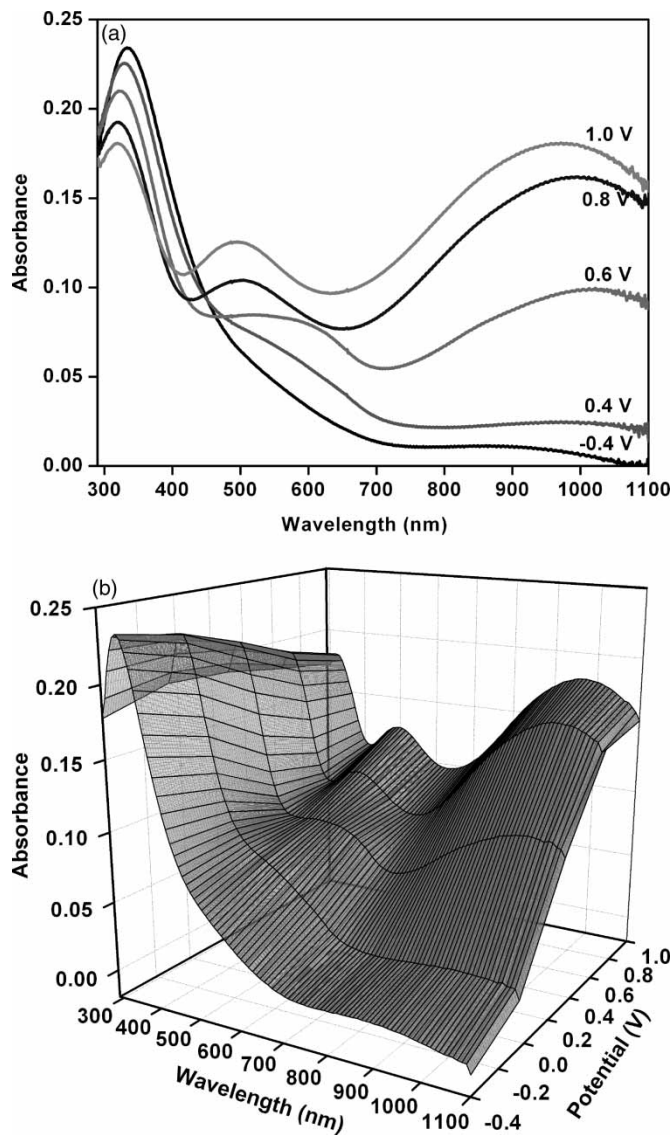 (a)
0.25
0.20
0.15
0.10
0.05
0.00
Absorbance
1.0 V
0.8 V
0.6 V
0.4 V
-0.4 V
300 400 500 600 700 800 900 1000 1100
Wavelength (nm)
(b)
0.25
0.20
0.15
0.10
0.05
0.00
Absorbance
300 400 500 600 700 800 900 1000 1100
Wavelength (nm)
1.0
0.8
0.6
0.4
0.2
0.0
-0.2
-0.4
Potential (V)